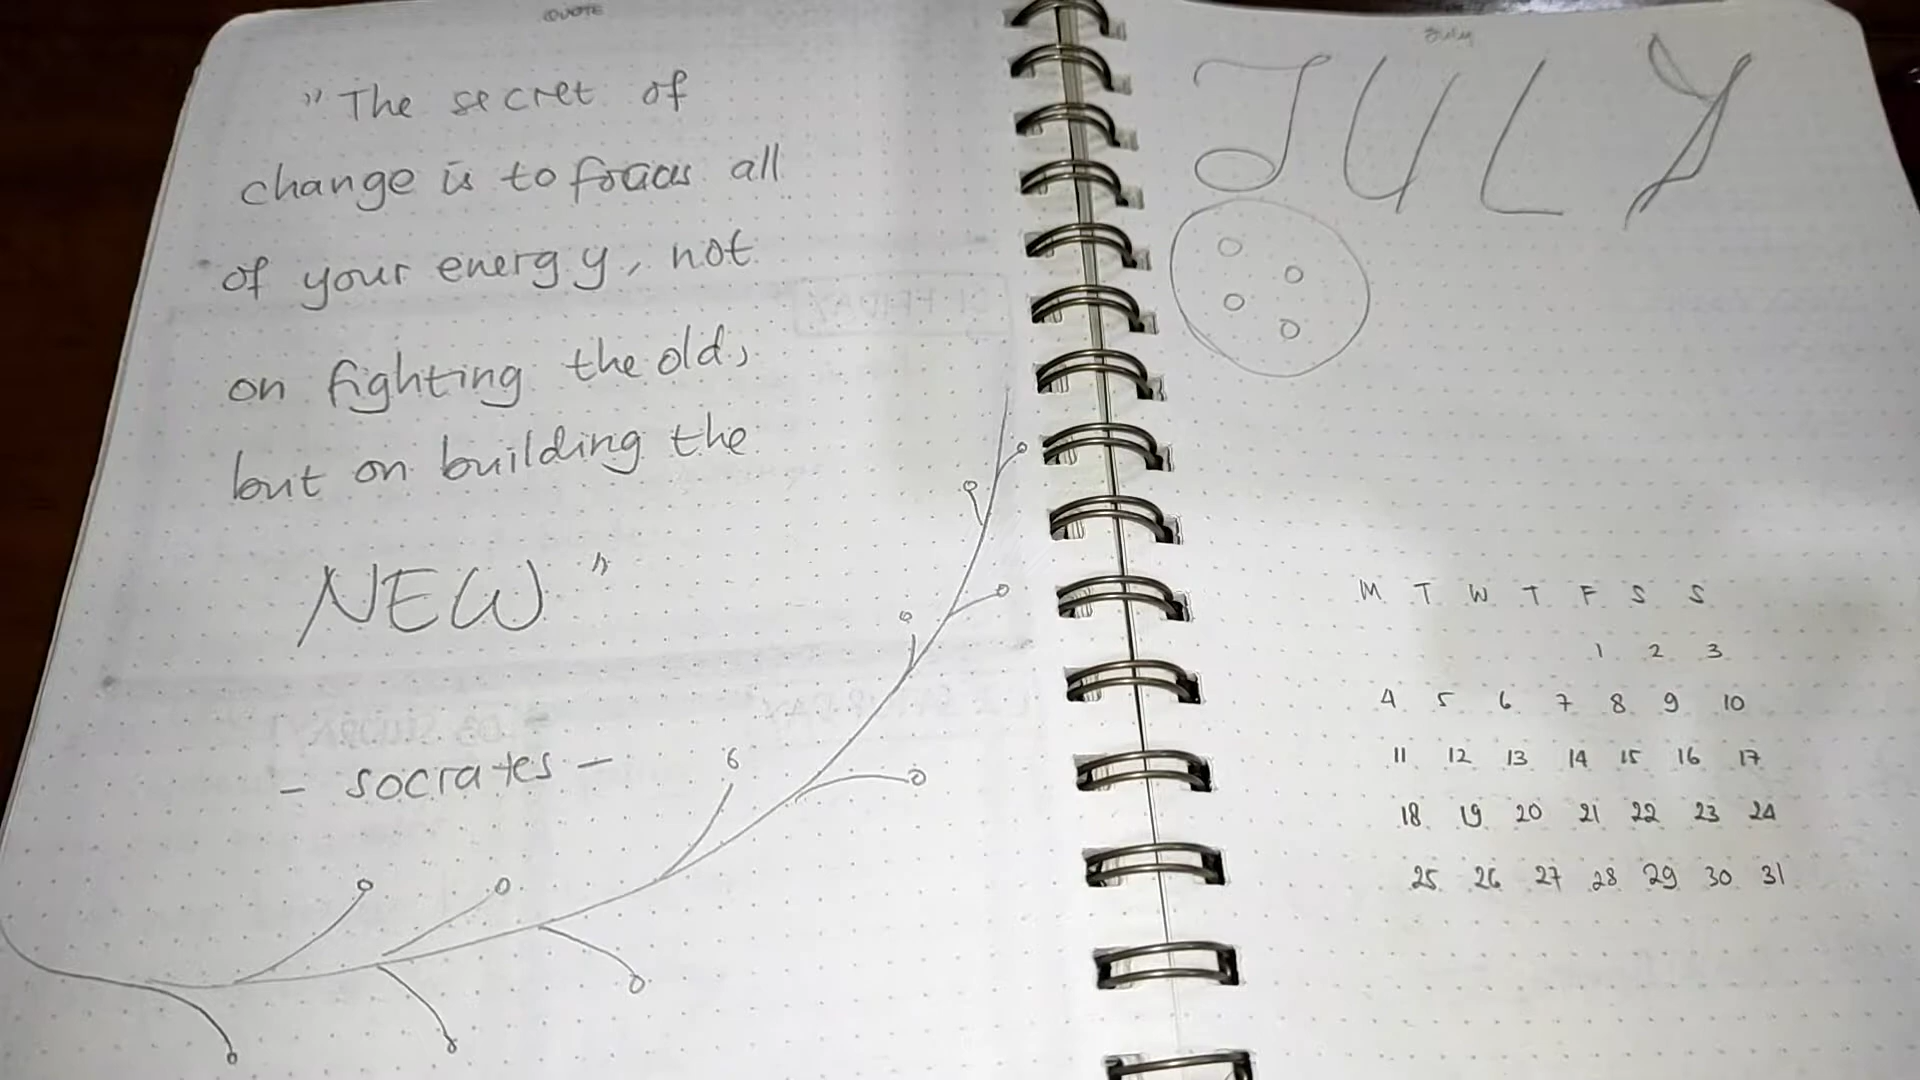 QUOTE
"The secret of
change is to focus all
of your energy, not
on fighting the old,
but on building the
NEW"
- socrates -
July
JULY
M T W T F S S
1 2 3
4 5 6 7 8 9 10
11 12 13 14 15 16 17
18 19 20 21 22 23 24
25 26 27 28 29 30 31